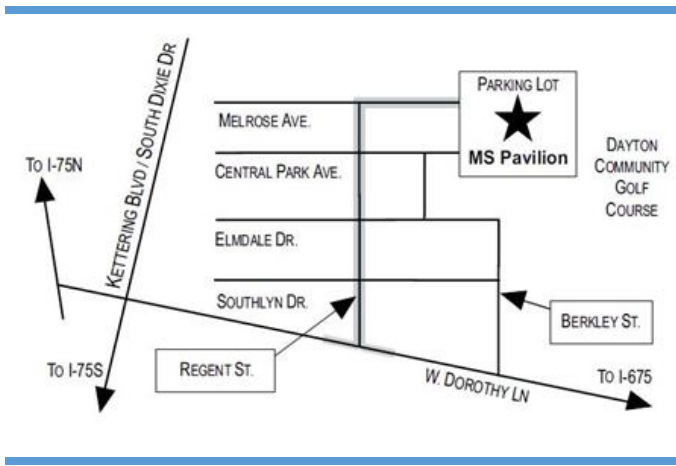 KETTERING BLVD / SOUTH DIXIE DR
PARKING LOT
MELROSE AVE.
MS Pavilion
DAYTON
COMMUNITY
GOLF
COURSE
TO I-75N
CENTRAL PARK AVE.
ELMDALE DR.
SOUTHLYN DR.
BERKLEY ST.
TO I-75S
REGENT ST.
W. DOROTHY LN
TO I-675